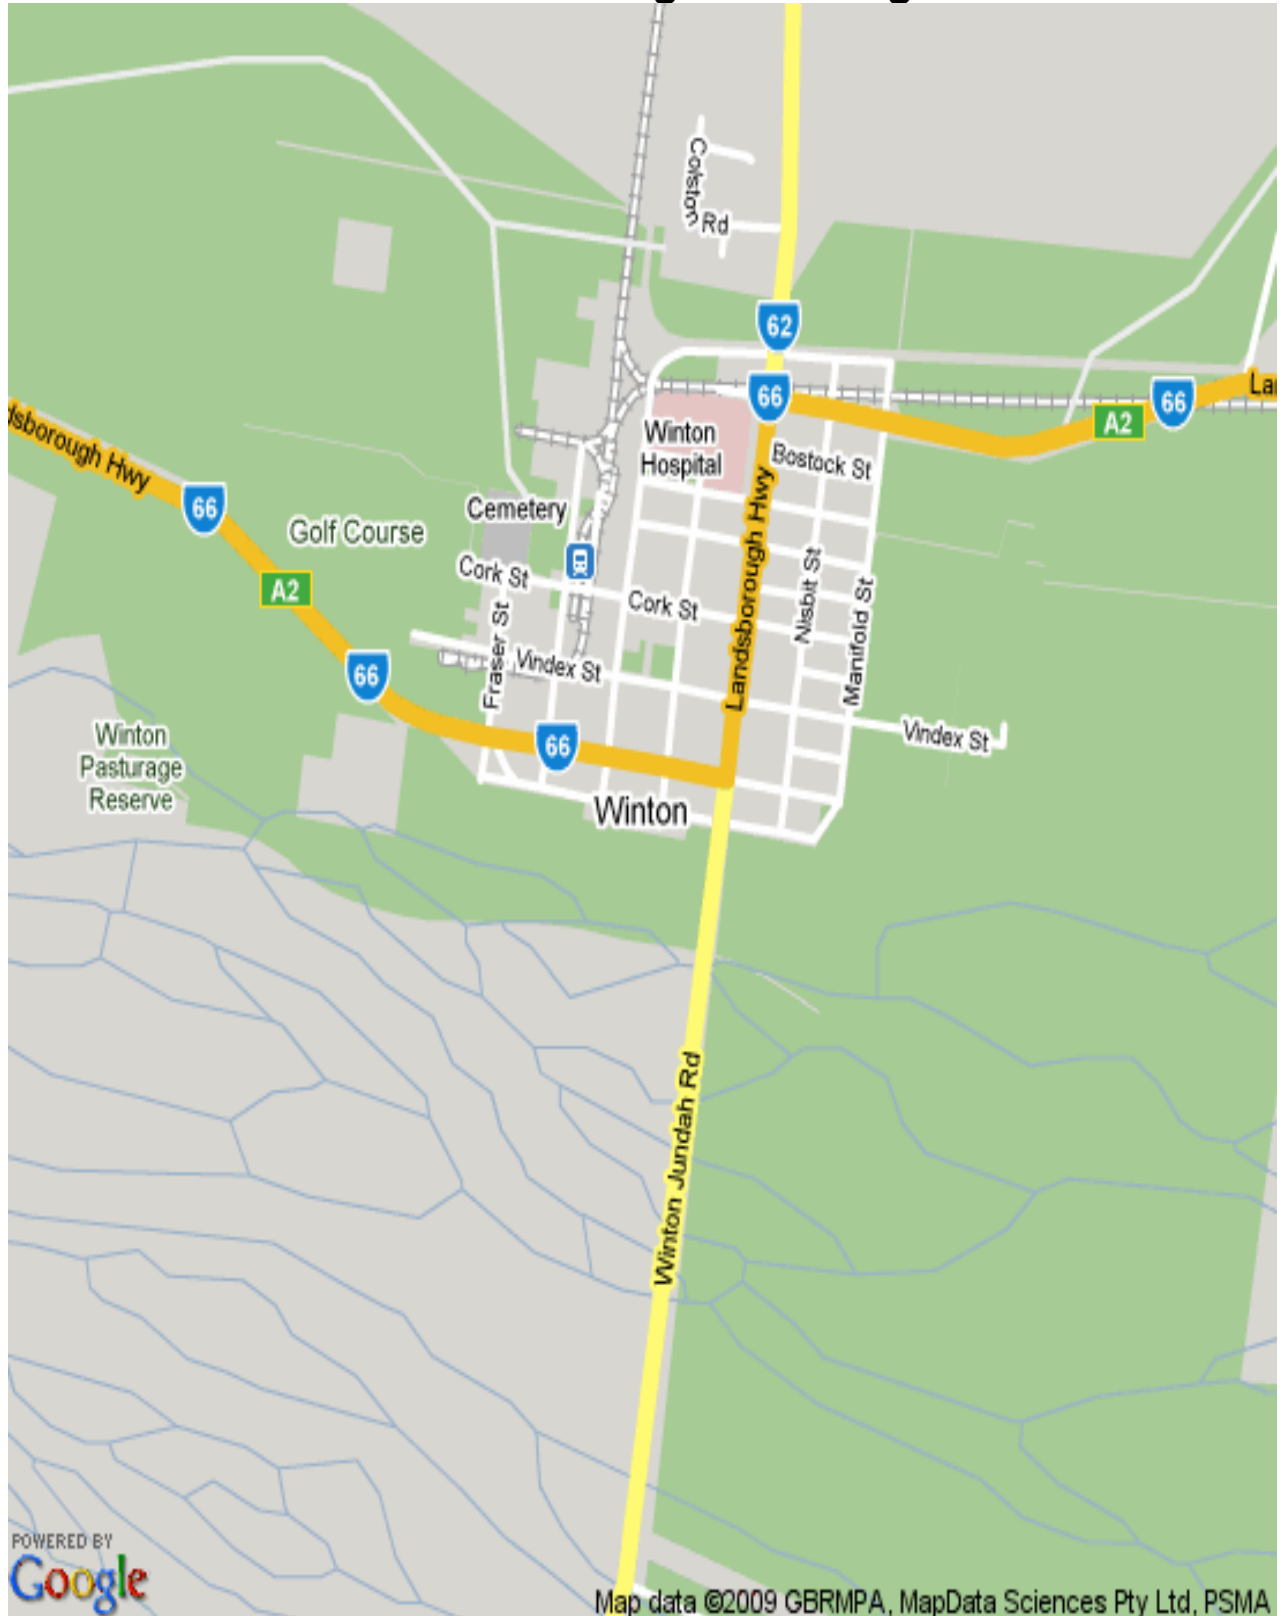 Colston
Rd
62
66
Lar
66
A2
Winton
Hospital
Bostock St
dsborough Hwy
66
Cemetery
Golf Course
A2
Cork St
Cork St
Landsborough Hwy
Nisbit St
Manifold St
Fraser St
Vindex St
66
66
Vindex St
Winton
Pasturage
Reserve
Winton
Winton Jundah Rd
POWERED BY
Google
Map data ©2009 GBRMPA, MapData Sciences Pty Ltd, PSMA